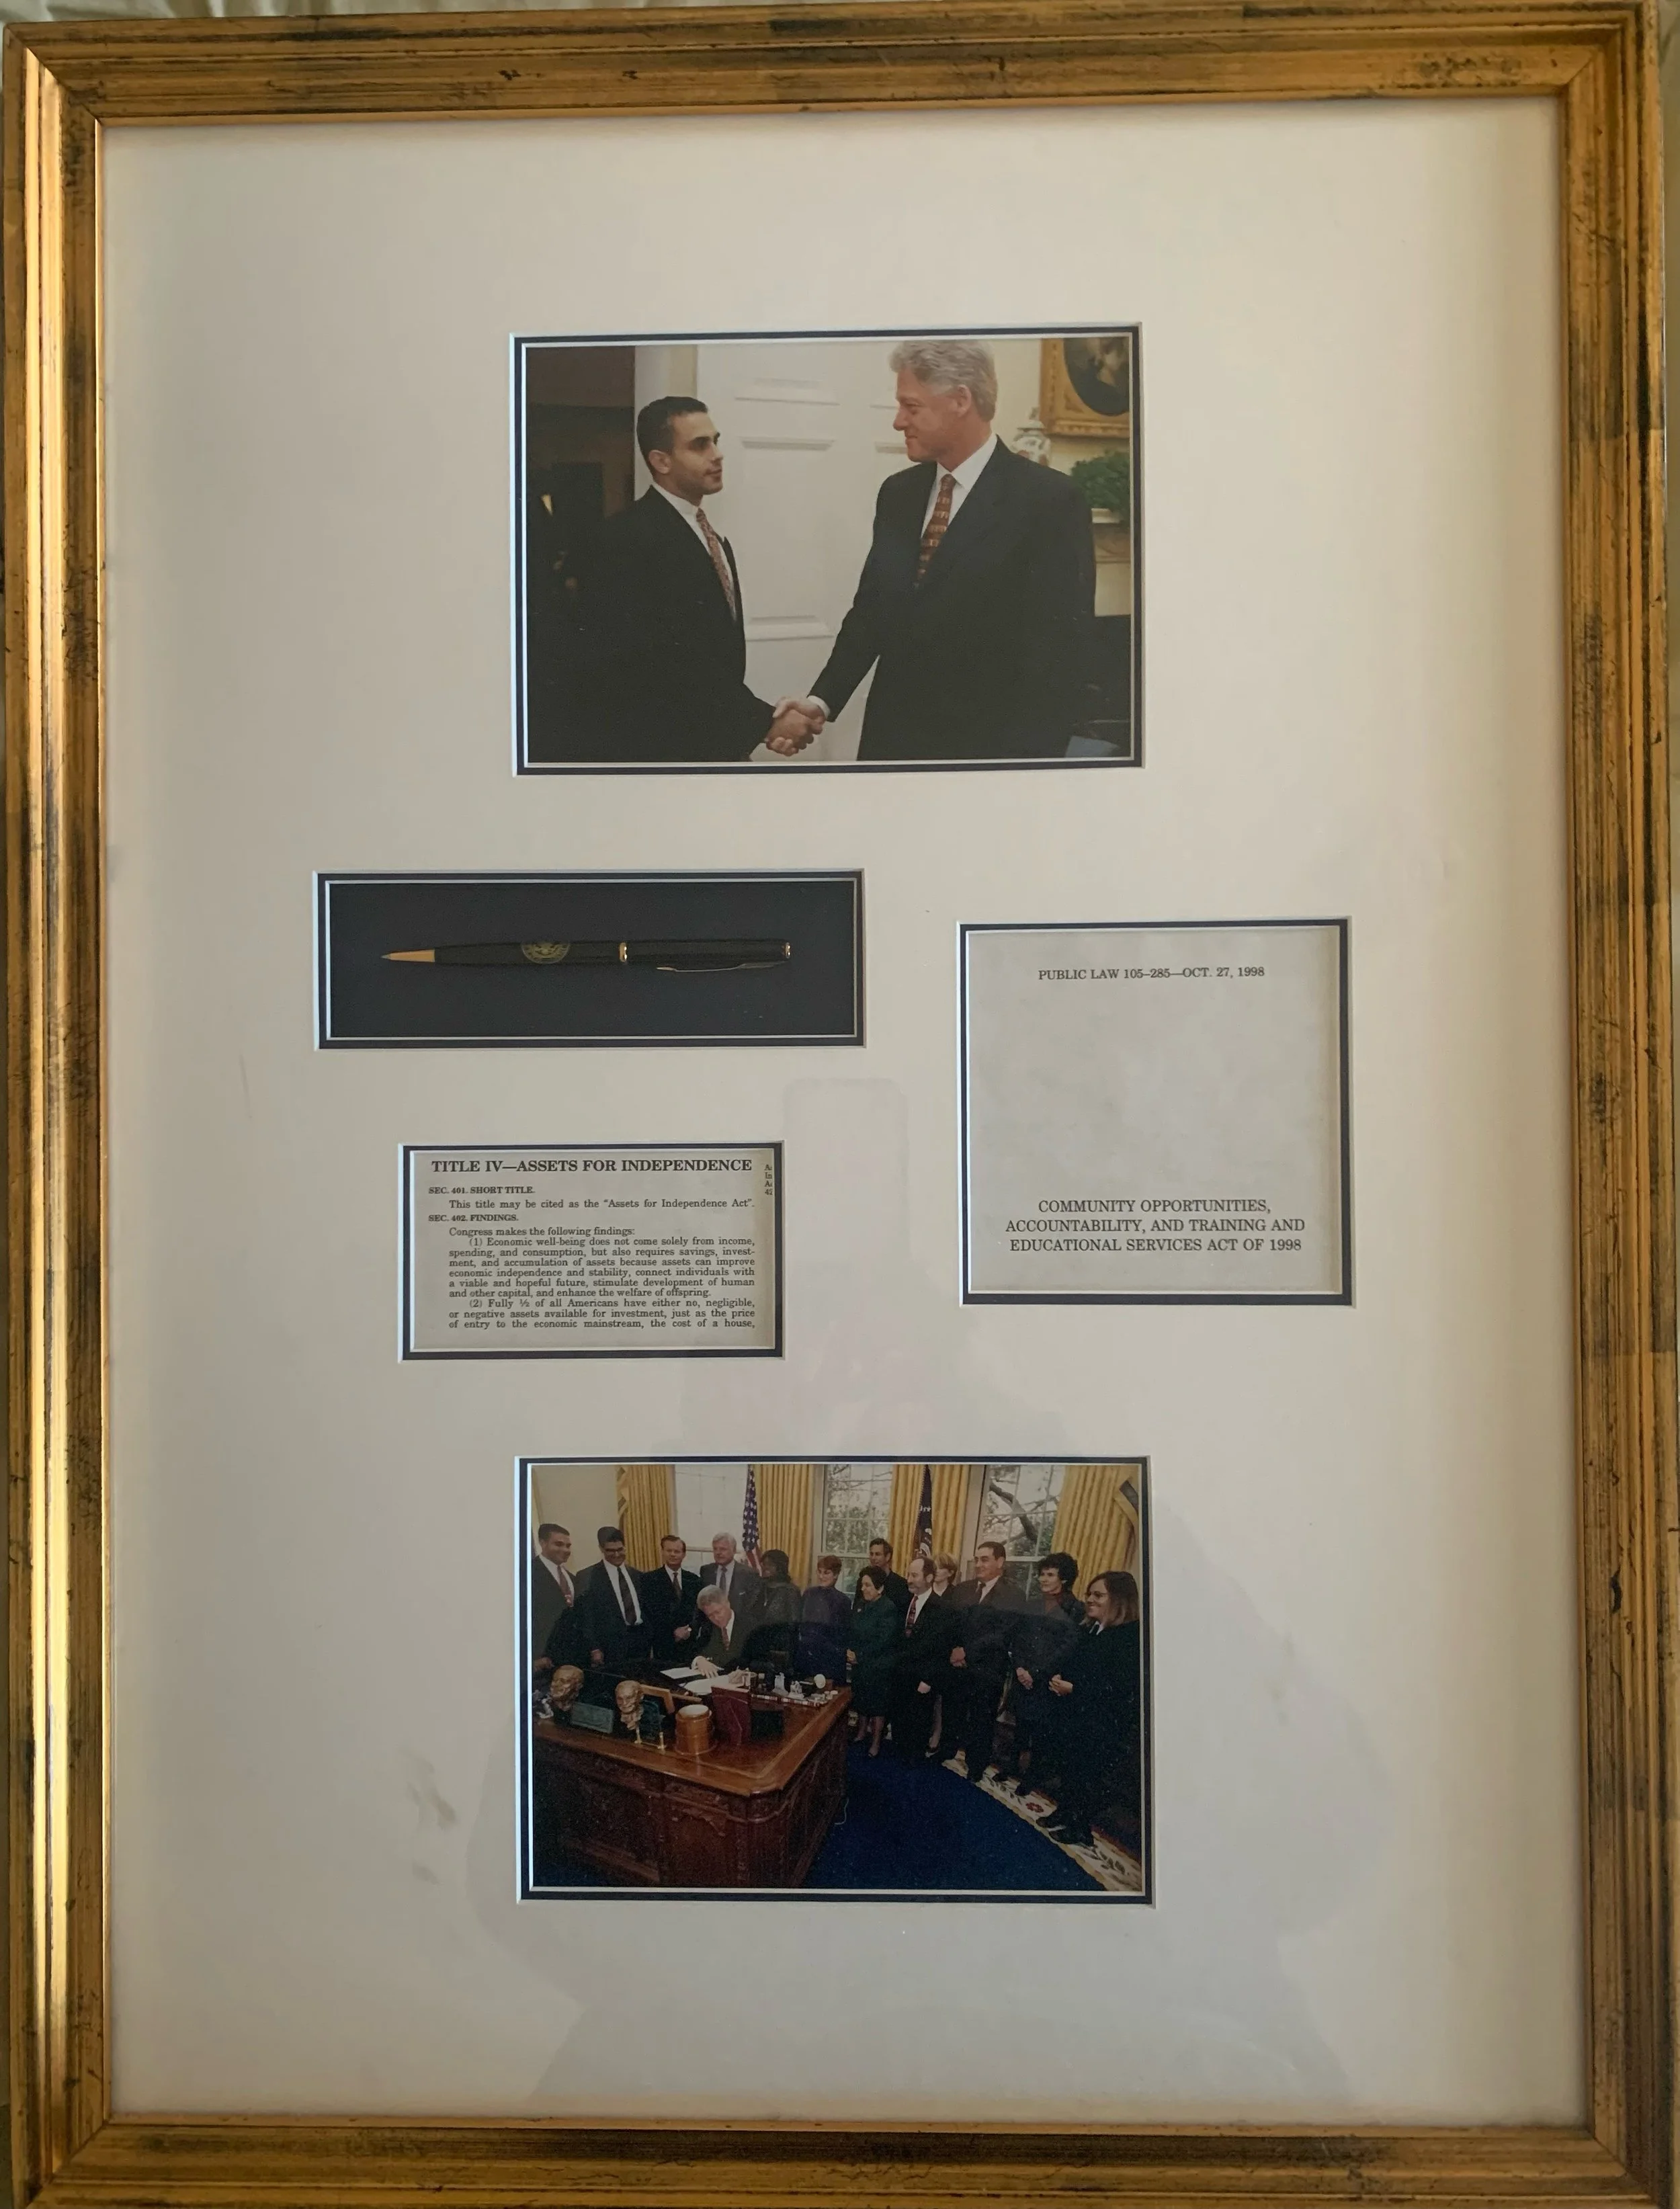 PUBLIC LAW 105–285—OCT. 27, 1998
COMMUNITY OPPORTUNITIES,
ACCOUNTABILITY, AND TRAINING AND
EDUCATIONAL SERVICES ACT OF 1998
TITLE IV—ASSETS FOR INDEPENDENCE
SEC. 401. SHORT TITLE.
This title may be cited as the “Assets for Independence Act”.
SEC. 402. FINDINGS.
Congress makes the following findings:
(1) Economic well-being does not come solely from income,
spending, and consumption, but also requires savings, invest-
ment, and accumulation of assets because assets can improve
economic independence and stability, connect individuals with
a viable and hopeful future, stimulate development of human
and other capital, and enhance the welfare of offspring.
(2) Fully ½ of all Americans have either no, negligible,
or negative assets available for investment, just as the price
of entry to the economic mainstream, the cost of a house,